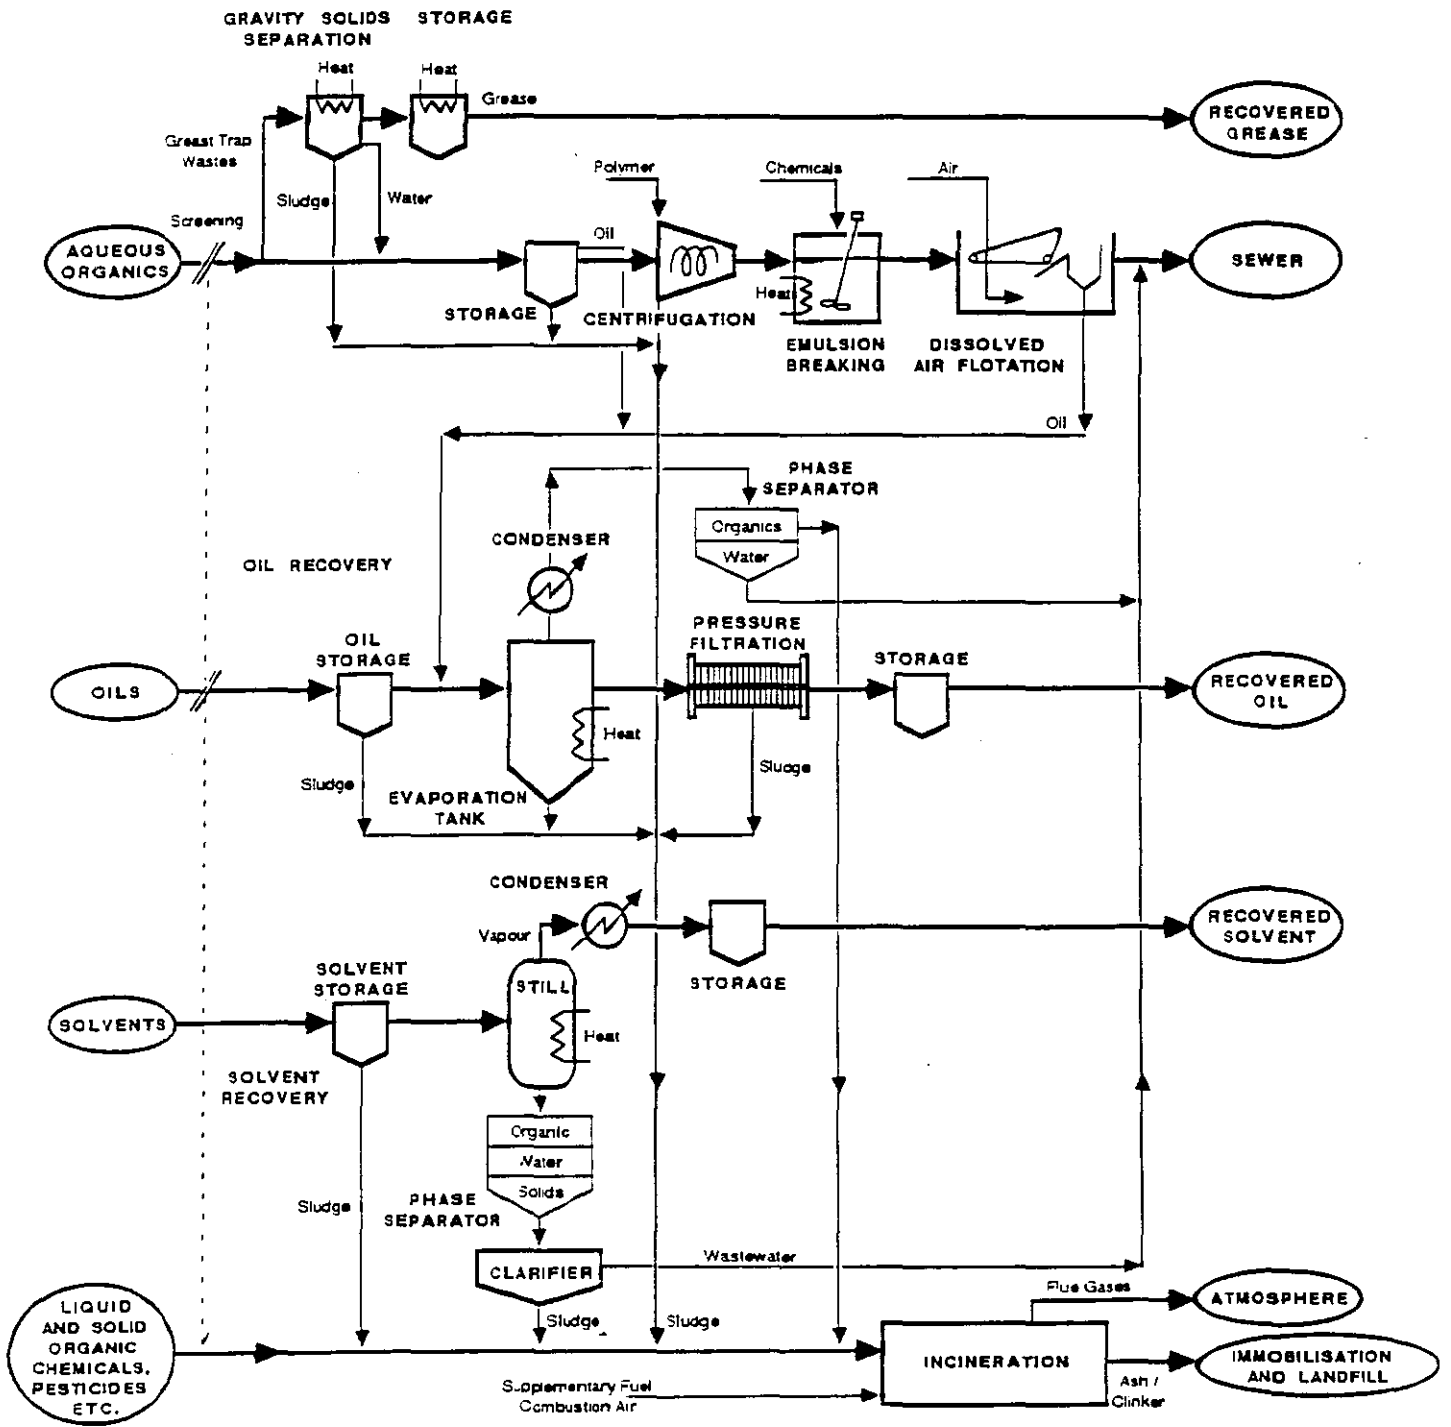 GRAVITY SOLIDS STORAGE
SEPARATION
Heat
Heat
Grease
RECOVERED
GREASE
Greast Trap
Wastes
Sludge
Water
Polymer
Chemicals
Air
Screening
AQUEOUS
ORGANICS
Oil
Heat
SEWER
STORAGE
CENTRIFUGATION
EMULSION
BREAKING
DISSOLVED
AIR FLOTATION
Oil
PHASE
SEPARATOR
Organics
Water
CONDENSER
OIL RECOVERY
OIL
STORAGE
PRESSURE
FILTRATION
STORAGE
OILS
RECOVERED
OIL
Heat
Sludge
Sludge
EVAPORATION
TANK
CONDENSER
Vapour
RECOVERED
SOLVENT
SOLVENT
STORAGE
STILL
STORAGE
SOLVENTS
Heat
SOLVENT
RECOVERY
Organic
Water
Solids
Sludge
PHASE
SEPARATOR
CLARIFIER
Wastewater
Flue Gases
ATMOSPHERE
LIQUID
AND SOLID
ORGANIC
CHEMICALS,
PESTICIDES
ETC.
Sludge
Sludge
INCINERATION
IMMOBILISATION
AND LANDFILL
Ash /
Clinker
Supplementary Fuel
Combustion Air